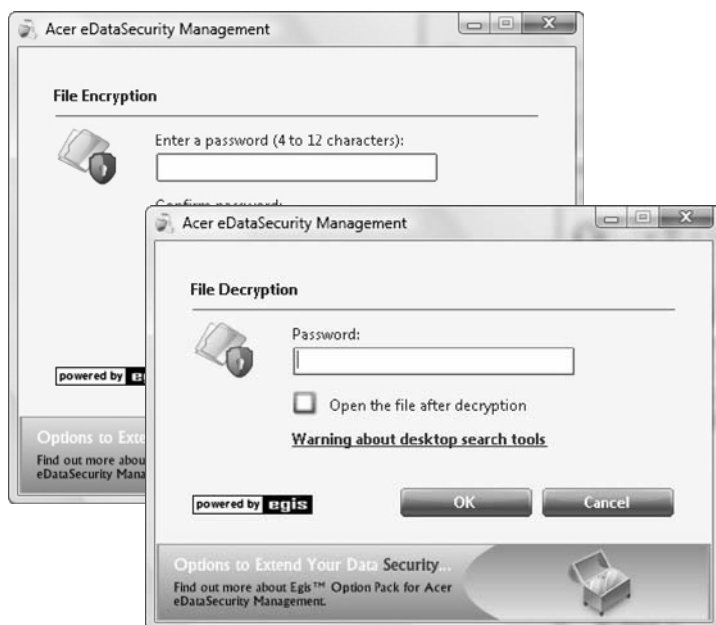 Acer eDataSecurity Management
File Encryption
Enter a password (4 to 12 characters):
Confirm password:
powered by
Options to Exte
Find out more abou
eDataSecurity Mana
Acer eDataSecurity Management
File Decryption
Password:
Open the file after decryption
Warning about desktop search tools
powered by egis
OK
Cancel
Options to Extend Your Data Security...
Find out more about Egis™ Option Pack for Acer
eDataSecurity Management.